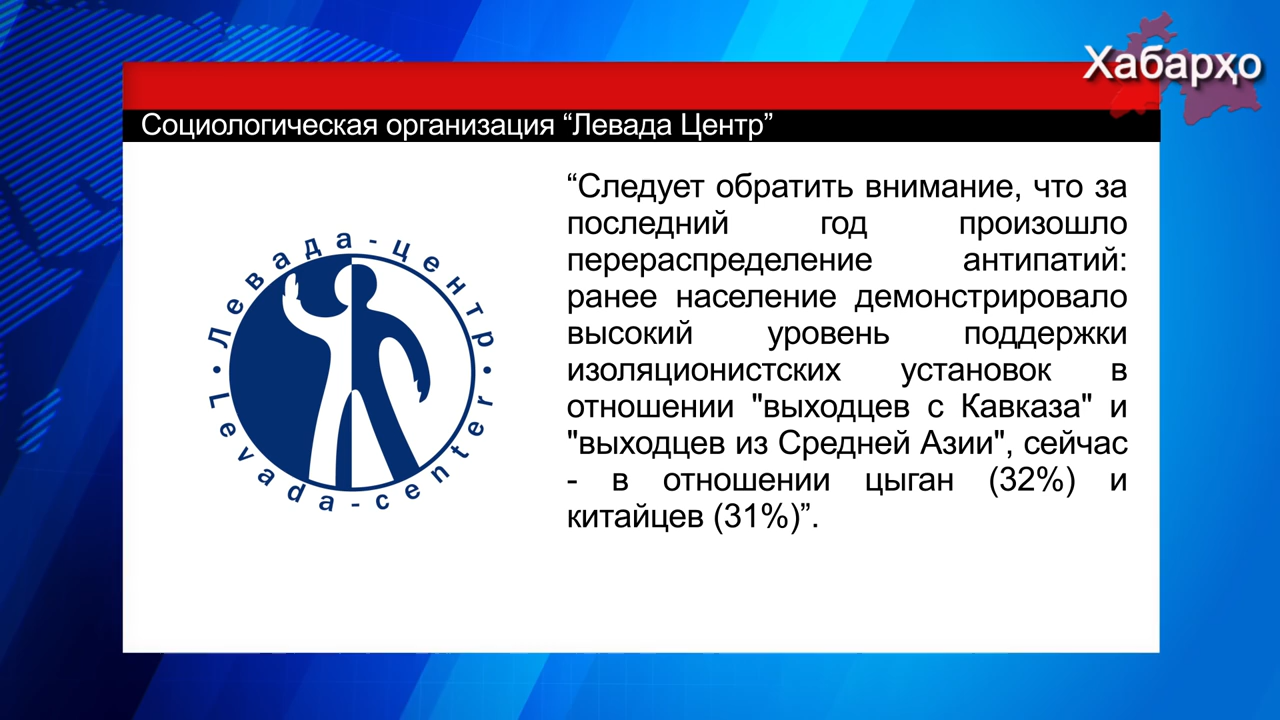 Хабарҳо
Социологическая организация “Левада Центр”
“Следует обратить внимание, что за
последний год произошло
перераспределение антипатий:
ранее население демонстрировало
высокий уровень поддержки
изоляционистских установок в
отношении "выходцев с Кавказа" и
"выходцев из Средней Азии", сейчас
- в отношении цыган (32%) и
китайцев (31%)”.
Левада-центр
Levada-center